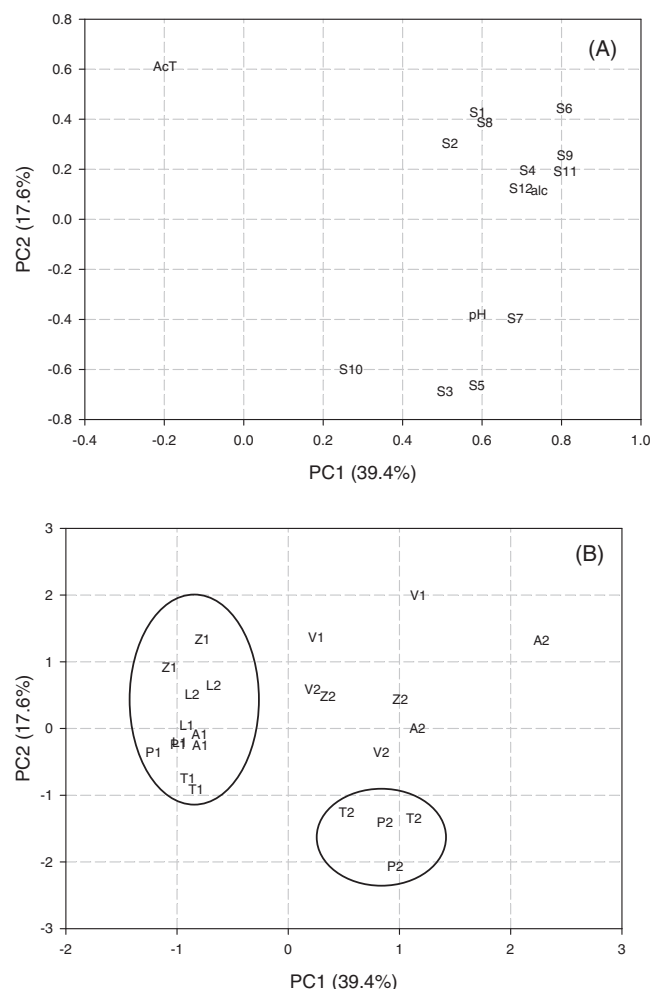 0.8
(A)
0.6
AcT
S1
S6
0.4
S8
S2
S9
0.2
S4
S11
S12
alc
0.0
PC2 (17.6%)
-0.2
pH
S7
-0.4
S10
-0.6
S3
S5
-0.8
-0.4 -0.2 0.0 0.2 0.4 0.6 0.8 1.0
PC1 (39.4%)
3
(B)
2
V1
Z1
V1
A2
1
Z1
L2
L2
V2
Z2
Z2
L1
A1
A2
0
P1
P1
L1
A1
V2
T1
T1
-1
T2
P2
T2
-2
P2
-3
PC2 (17.6%)
-2 -1 0 1 2 3
PC1 (39.4%)